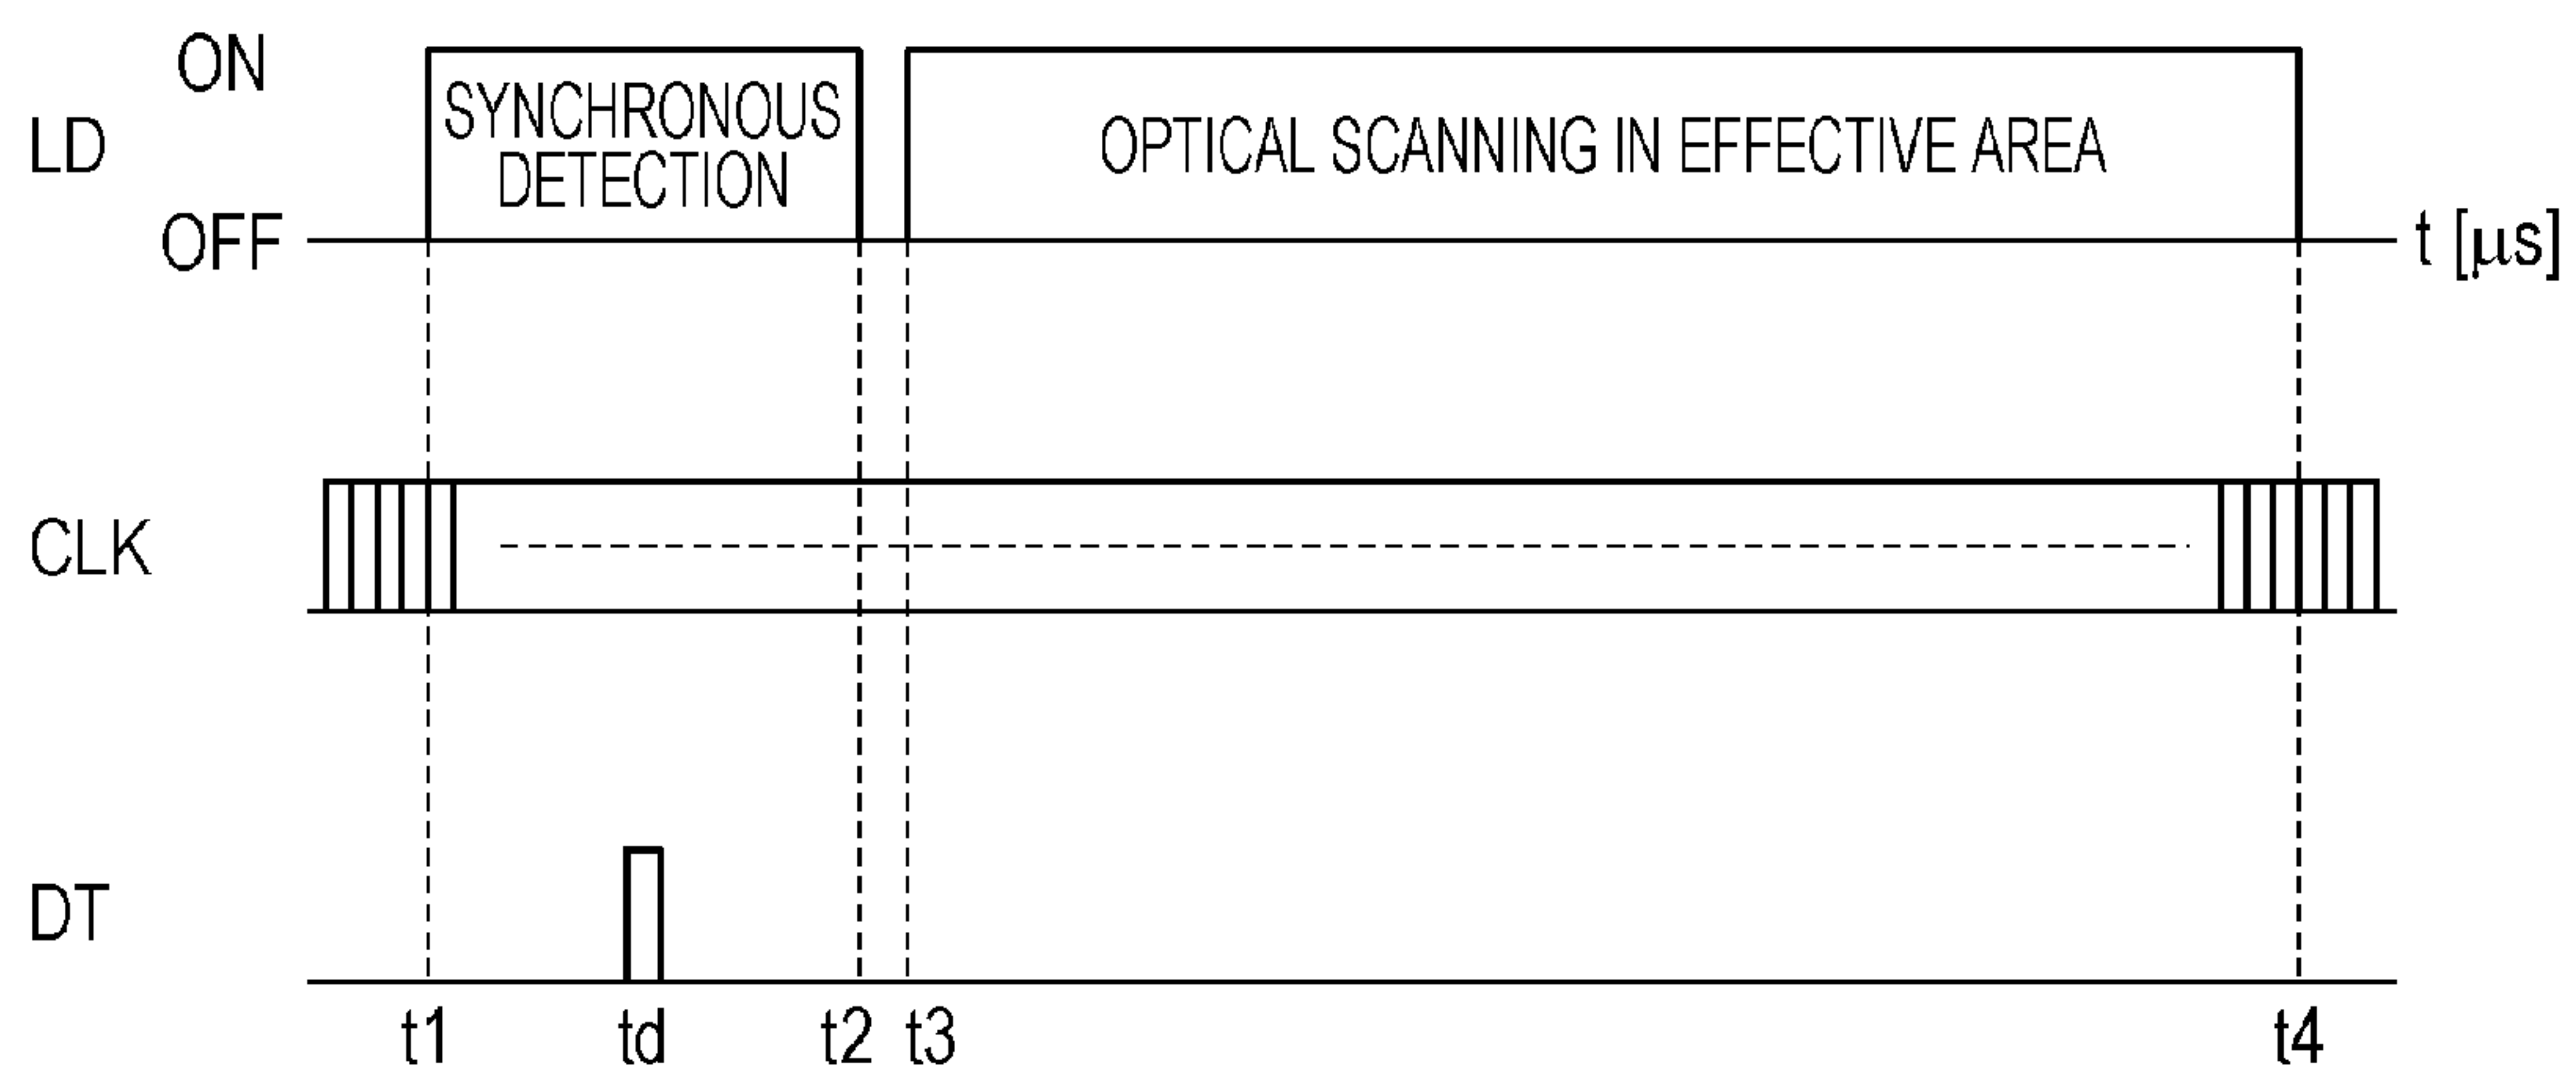 ON
LD
SYNCHRONOUS
DETECTION
OPTICAL SCANNING IN EFFECTIVE AREA
OFF
t [μs]
CLK
DT
t1
td
t2
t3
t4